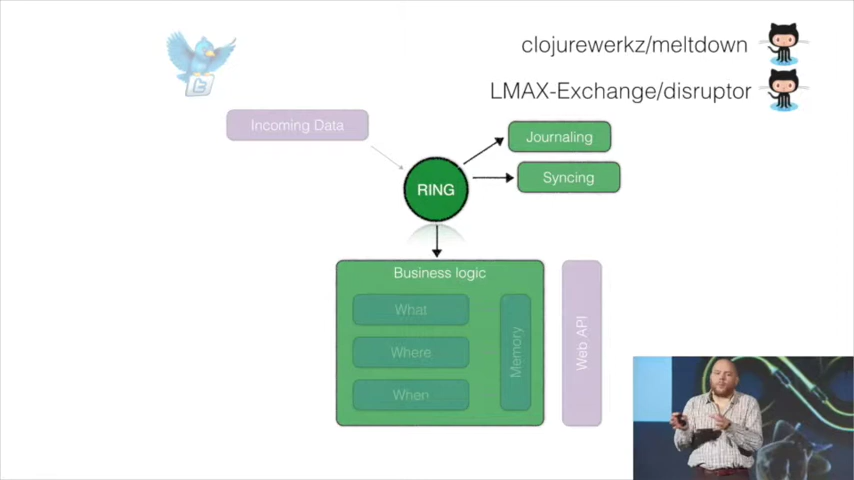 clojurewerkz/meltdown
LMAX-Exchange/disruptor
Incoming Data
Journaling
RING
Syncing
Business logic
What
Where
When
Memory
Web API